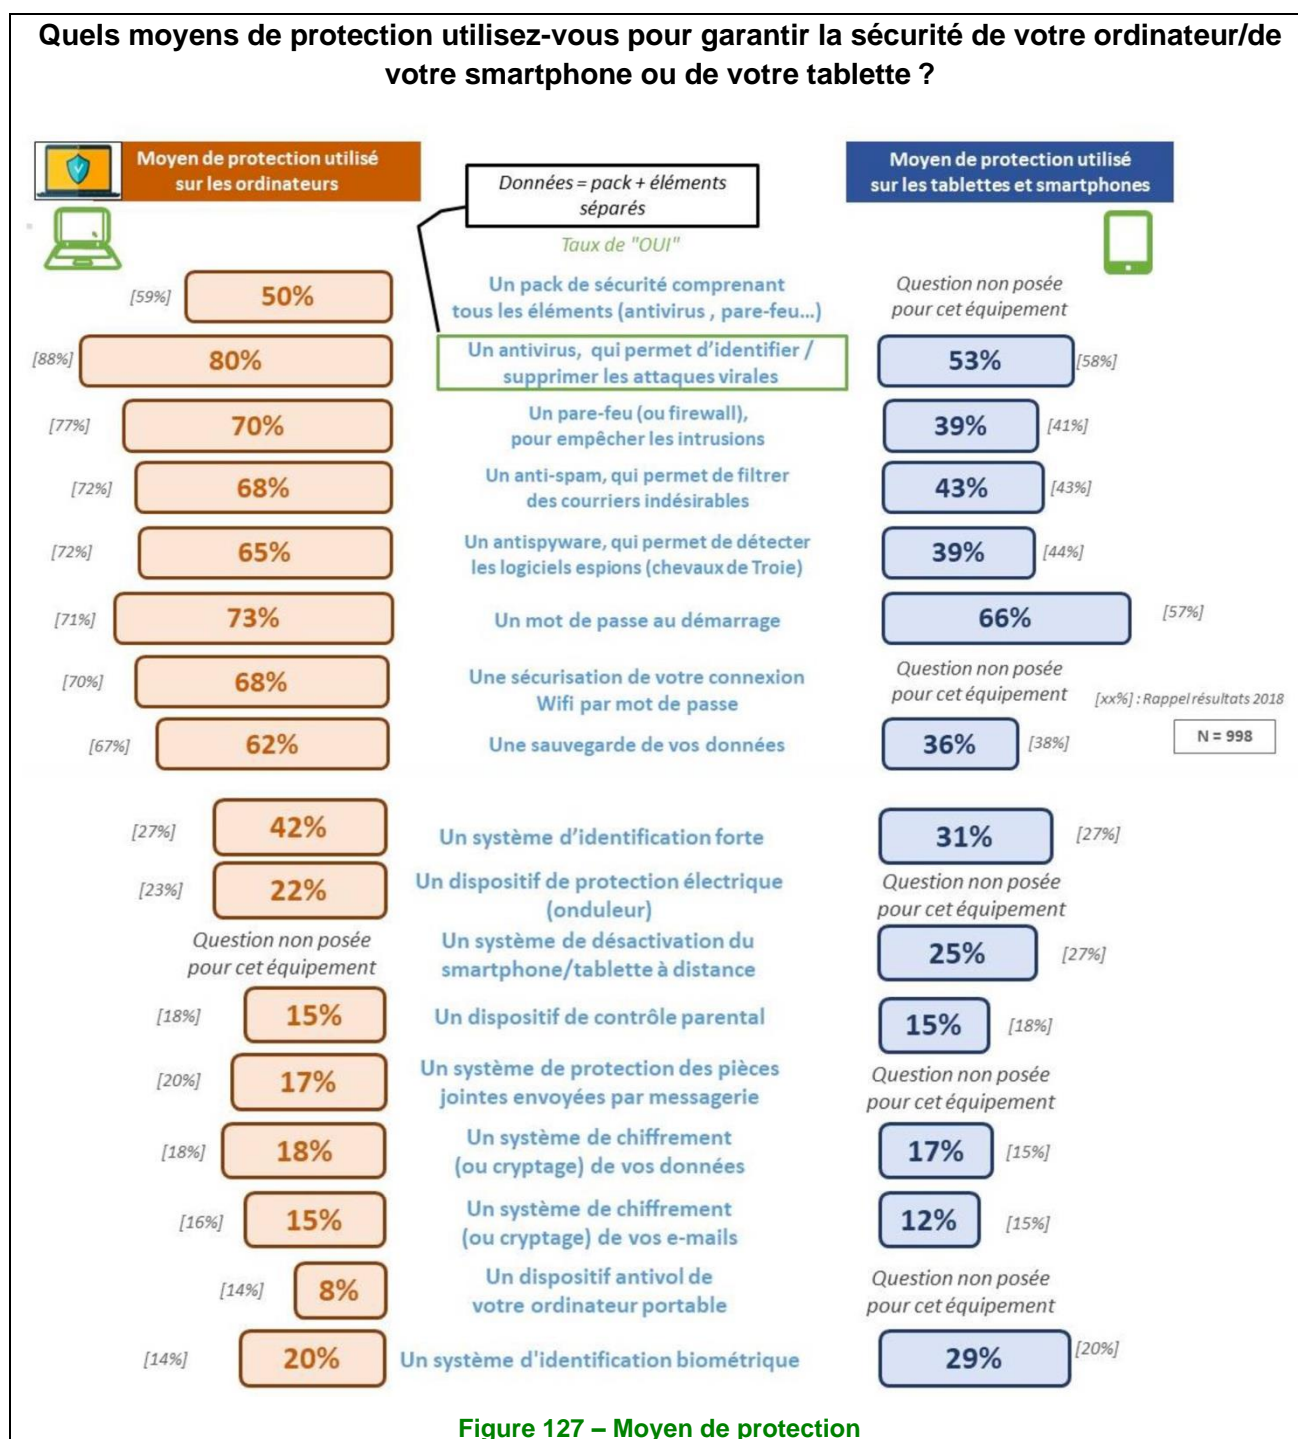 Quels moyens de protection utilisez-vous pour garantir la sécurité de votre ordinateur/de
votre smartphone ou de votre tablette ?
Moyen de protection utilisé
sur les ordinateurs
Données = pack + éléments
séparés
Taux de "OUI"
Moyen de protection utilisé
sur les tablettes et smartphones
[59%] 50% Un pack de sécurité comprenant
tous les éléments (antivirus , pare-feu...)
Question non posée
pour cet équipement
[88%] 80% Un antivirus, qui permet d'identifier /
supprimer les attaques virales
53% [58%]
[77%] 70% Un pare-feu (ou firewall),
pour empêcher les intrusions
39% [41%]
[72%] 68% Un anti-spam, qui permet de filtrer
des courriers indésirables
43% [43%]
[72%] 65% Un antispyware, qui permet de détecter
les logiciels espions (chevaux de Troie)
39% [44%]
[71%] 73% Un mot de passe au démarrage 66% [57%]
[70%] 68% Une sécurisation de votre connexion
Wifi par mot de passe
Question non posée
pour cet équipement
[xx%] : Rappel résultats 2018
[67%] 62% Une sauvegarde de vos données 36% [38%]
N = 998
[27%] 42% Un système d'identification forte 31% [27%]
[23%] 22% Un dispositif de protection électrique
(onduleur)
Question non posée
pour cet équipement
Question non posée
pour cet équipement
Un système de désactivation du
smartphone/tablette à distance
25% [27%]
[18%] 15% Un dispositif de contrôle parental 15% [18%]
[20%] 17% Un système de protection des pièces
jointes envoyées par messagerie
Question non posée
pour cet équipement
[18%] 18% Un système de chiffrement
(ou cryptage) de vos données
17% [15%]
[16%] 15% Un système de chiffrement
(ou cryptage) de vos e-mails
12% [15%]
[14%] 8% Un dispositif antivol de
votre ordinateur portable
Question non posée
pour cet équipement
[14%] 20% Un système d'identification biométrique 29% [20%]
Figure 127 – Moyen de protection